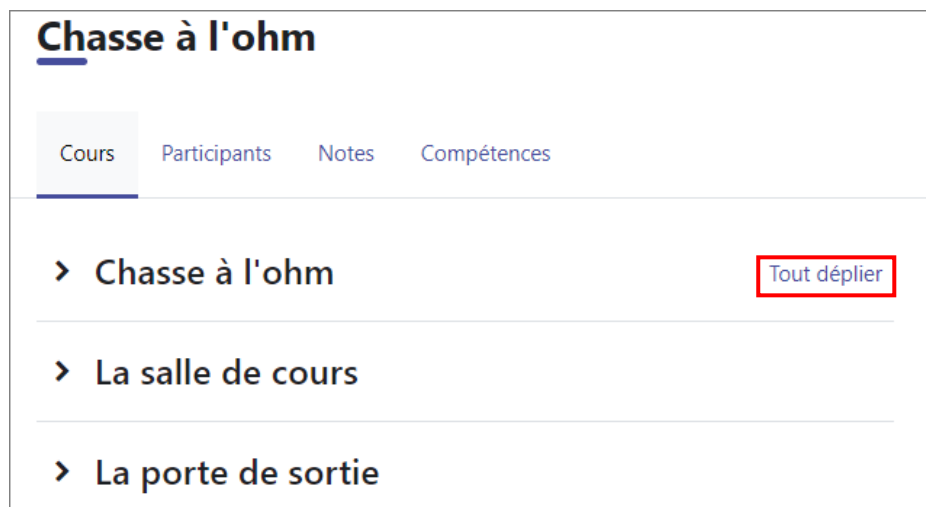 Chasse à l'ohm
Cours Participants Notes Compétences
Chasse à l'ohm Tout déplier
La salle de cours
La porte de sortie